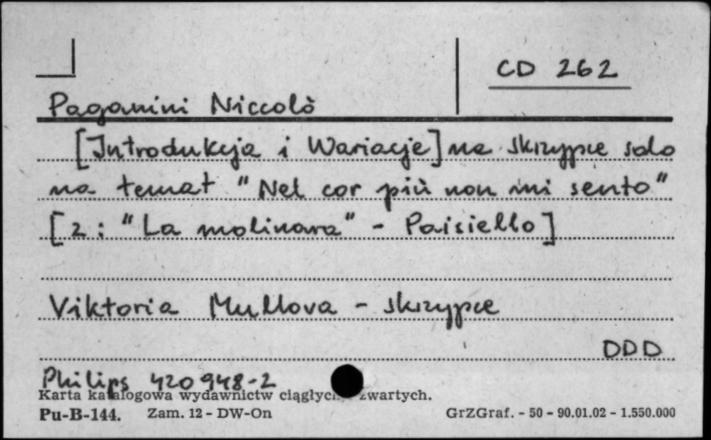 CD 262
Paganini Niccolò
[Introdukcja i Wariacje] na skrzypce solo
na temat "Nel cor più non mi sento"
[z: "La molinara" - Paisiello]
Viktoria Mullova - skrzypce
DDD
Philips 420 948-2
Karta katalogowa wydawnictw ciągłych zwartych.
Pu-B-144. Zam. 12 - DW-On GrZGraf. - 50 - 90.01.02 - 1.550.000